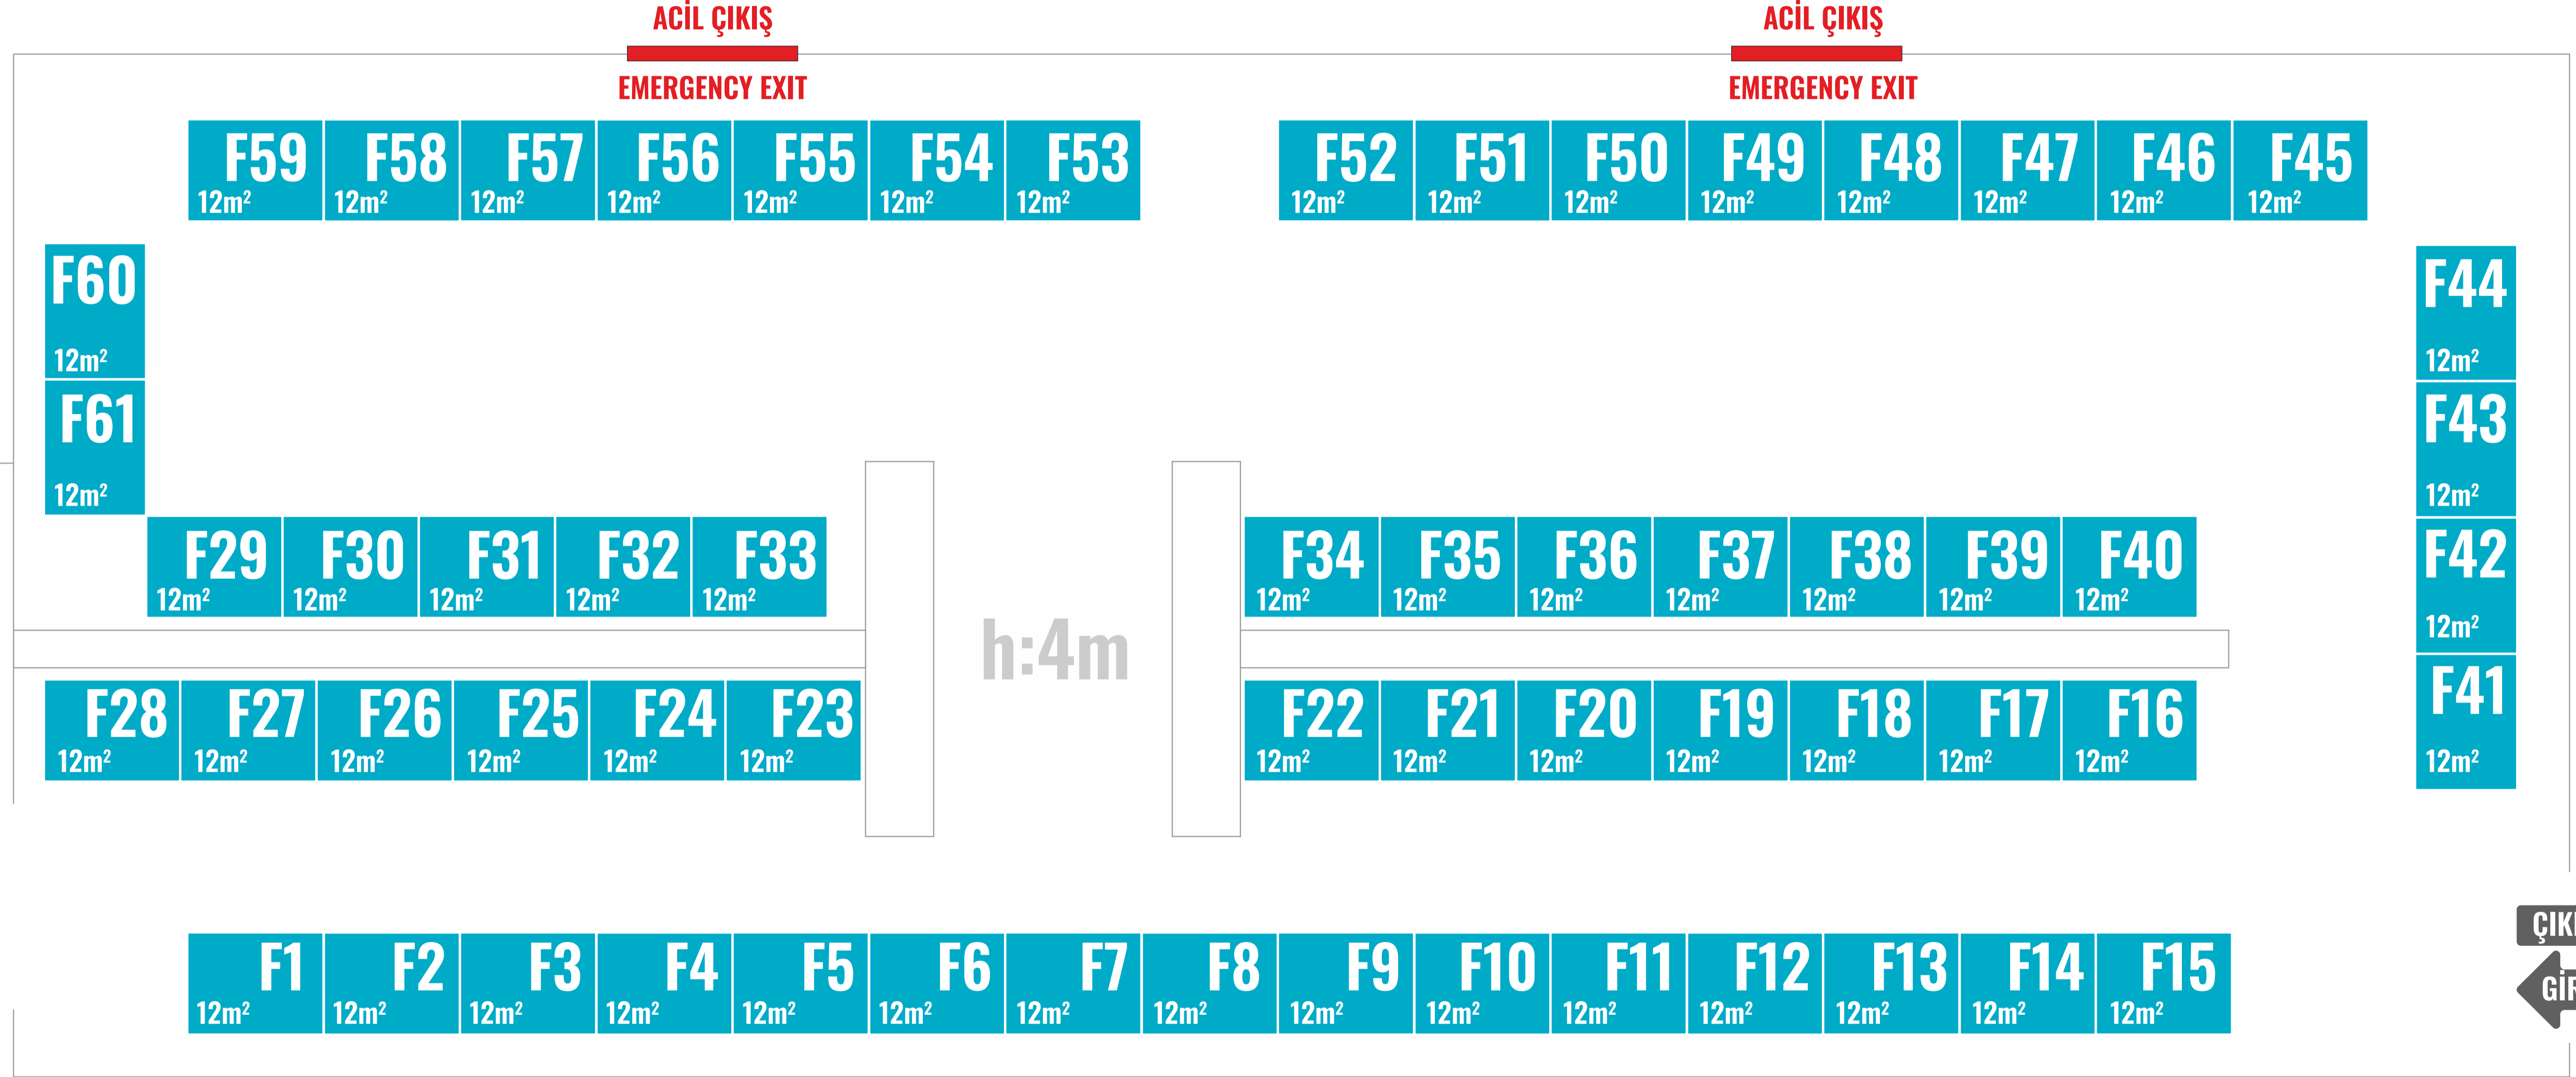 ACİL ÇIKIŞ
ACİL ÇIKIŞ
EMERGENCY EXIT
EMERGENCY EXIT
F59 F58 F57 F56 F55 F54 F53 F52 F51 F50 F49 F48 F47 F46 F45
12m² 12m² 12m² 12m² 12m² 12m² 12m² 12m² 12m² 12m² 12m² 12m² 12m² 12m² 12m²
F60 F44
12m² 12m²
F61 F43
12m² 12m²
F29 F30 F31 F32 F33 F34 F35 F36 F37 F38 F39 F40 F42
12m² 12m² 12m² 12m² 12m² 12m² 12m² 12m² 12m² 12m² 12m² 12m² 12m²
h:4m
F28 F27 F26 F25 F24 F23 F22 F21 F20 F19 F18 F17 F16 F41
12m² 12m² 12m² 12m² 12m² 12m² 12m² 12m² 12m² 12m² 12m² 12m² 12m² 12m²
F1 F2 F3 F4 F5 F6 F7 F8 F9 F10 F11 F12 F13 F14 F15
12m² 12m² 12m² 12m² 12m² 12m² 12m² 12m² 12m² 12m² 12m² 12m² 12m² 12m² 12m²